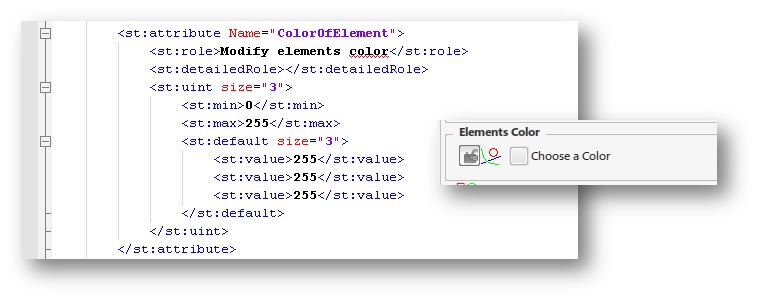 <st:attribute Name="ColorOfElement">
<st:role>Modify elements color</st:role>
<st:detailedRole></st:detailedRole>
<st:uint size="3">
<st:min>0</st:min>
<st:max>255</st:max>
<st:default size="3">
<st:value>255</st:value>
<st:value>255</st:value>
<st:value>255</st:value>
</st:default>
</st:uint>
</st:attribute>
Elements Color
Choose a Color